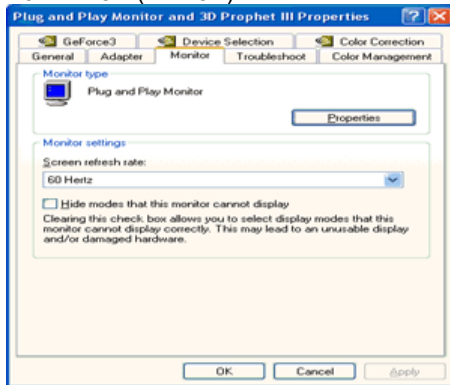 Plug and Play Monitor and 3D Prophet III Properties
GeForce3 Device Selection Color Correction
General Adapter Monitor Troubleshoot Color Management
Monitor type
Plug and Play Monitor
Properties
Monitor settings
Screen refresh rate:
60 Hertz
Hide modes that this monitor cannot display
Clearing this check box allows you to select display modes that this
monitor cannot display correctly. This may lead to an unusable display
and/or damaged hardware.
OK Cancel Apply